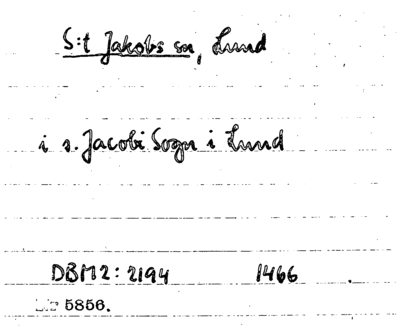 S:t Jakobs sn, Lund
i s. Jacobi Sogn i Lund
DBM2: 2194 1466
5856.